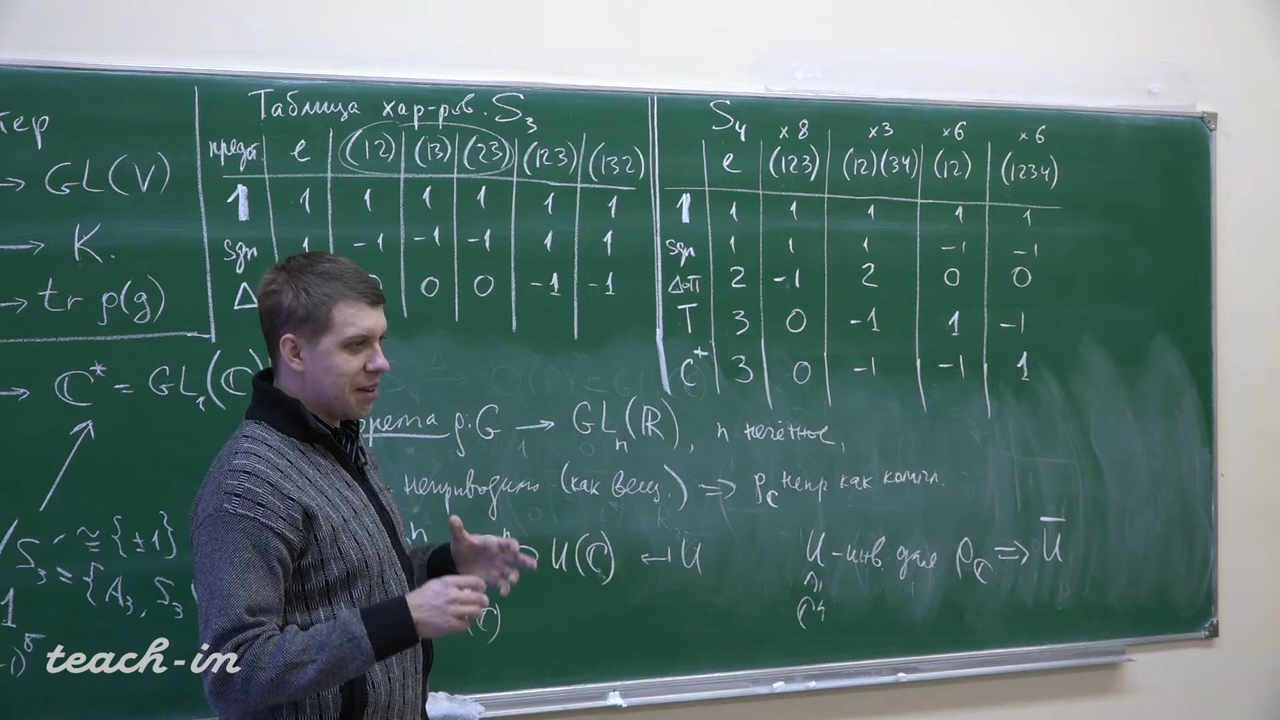 → GL(V)
→ K.
→ tr ρ(g)
→ ℂ* = GL₁(ℂ)
≅ {±1}
S₃ = {A₃, S₃
Таблица хар-ров. S₃
предст e (12) (13) (23) (123) (132)
1 1 1 1 1 1 1
sgn 1 -1 -1 -1 1 1
Δ 0 0 -1 -1
S₄ ×8 ×3 ×6 ×6
e (123) (12)(34) (12) (1234)
1 1 1 1 1 1
sgn 1 1 1 -1 -1
Δ∘π 2 -1 2 0 0
T 3 0 -1 1 -1
C⁺ 3 0 -1 -1 1
ρ: G → GLₙ(ℝ), n нечётное,
неприводимо (как вещ.) ⇒ ρ_ℂ непр как компл.
U(ℂ) ↤ U
U - инв для ρ_ℂ ⇒ Ū
teach-in